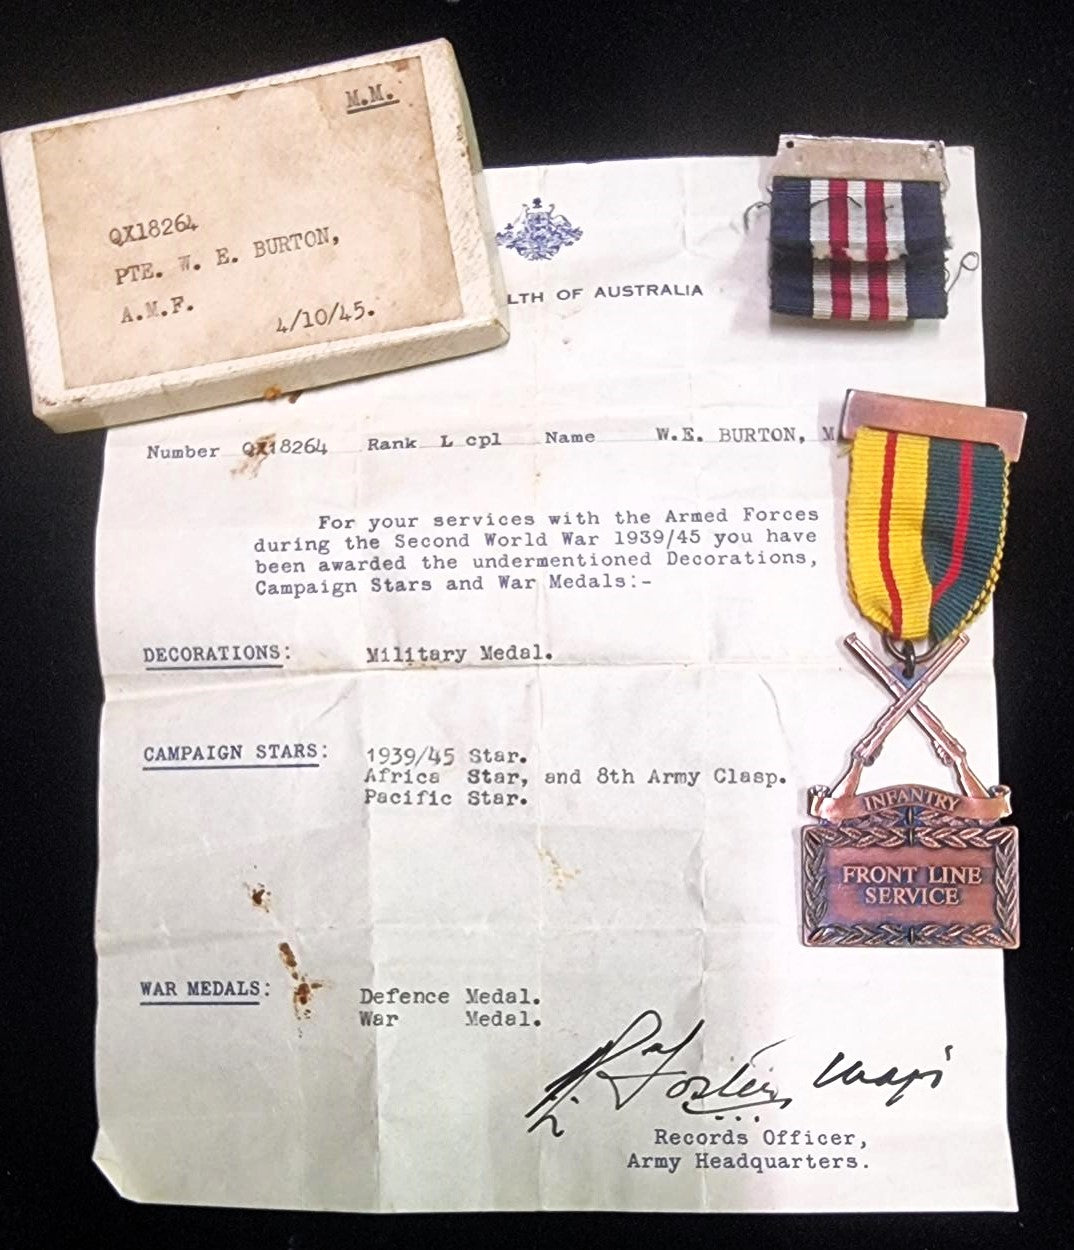 M.M.
QX18264
PTE. W. E. BURTON,
A.M.F.
4/10/45.
LTH OF AUSTRALIA
Number QX18264 Rank L cpl Name W.E. BURTON, M
For your services with the Armed Forces
during the Second World War 1939/45 you have
been awarded the undermentioned Decorations,
Campaign Stars and War Medals:-
DECORATIONS: Military Medal.
CAMPAIGN STARS: 1939/45 Star.
Africa Star, and 8th Army Clasp.
Pacific Star.
WAR MEDALS: Defence Medal.
War Medal.
Foster
Records Officer,
Army Headquarters.
INFANTRY
FRONT LINE
SERVICE